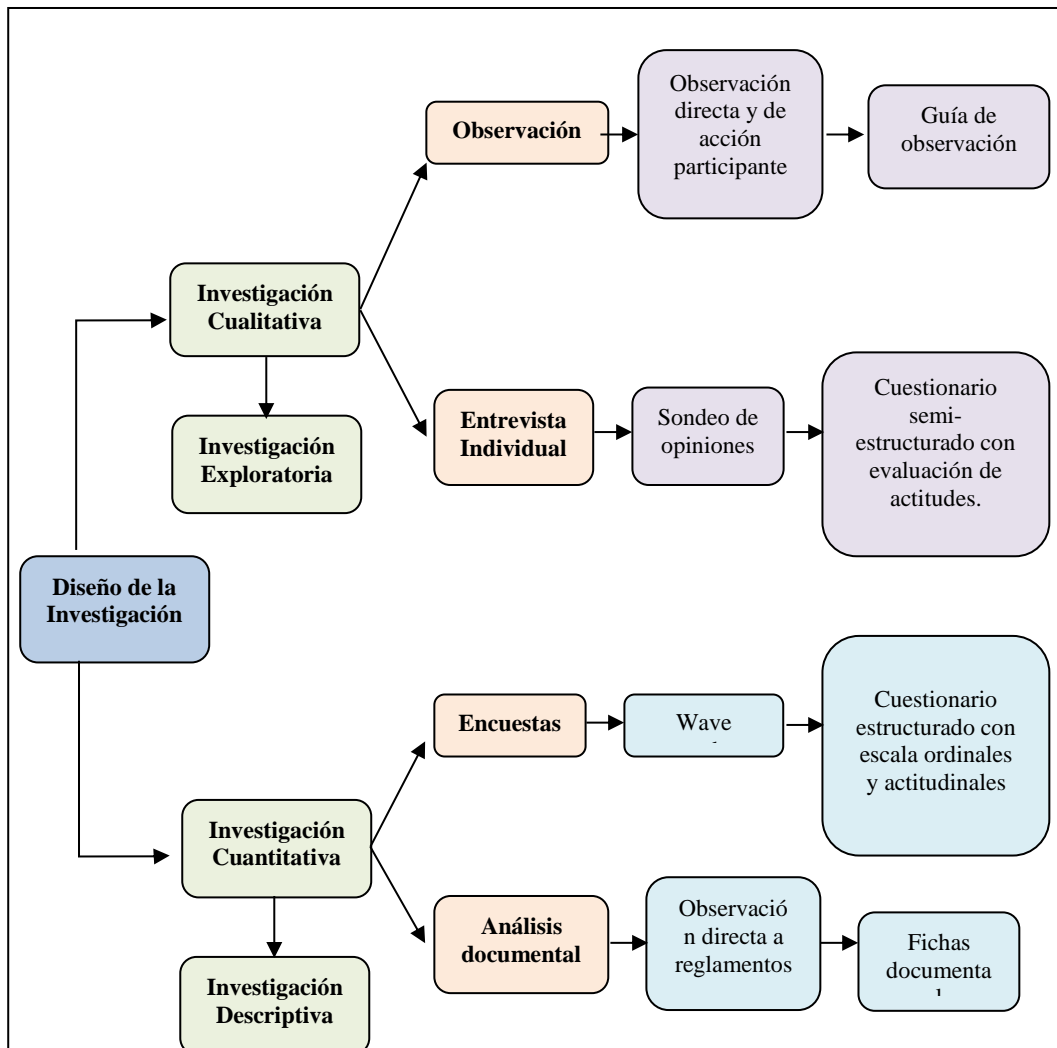 Observación
directa y de
acción
participante
Guía de
observación
Observación
Investigación
Cualitativa
Entrevista
Individual
Sondeo de
opiniones
Cuestionario
semi-
estructurado con
evaluación de
actitudes.
Investigación
Exploratoria
Diseño de la
Investigación
Encuestas
Wave
Cuestionario
estructurado con
escala ordinales
y actitudinales
Investigación
Cuantitativa
Análisis
documental
Observació
n directa a
reglamentos
Fichas
documenta
Investigación
Descriptiva